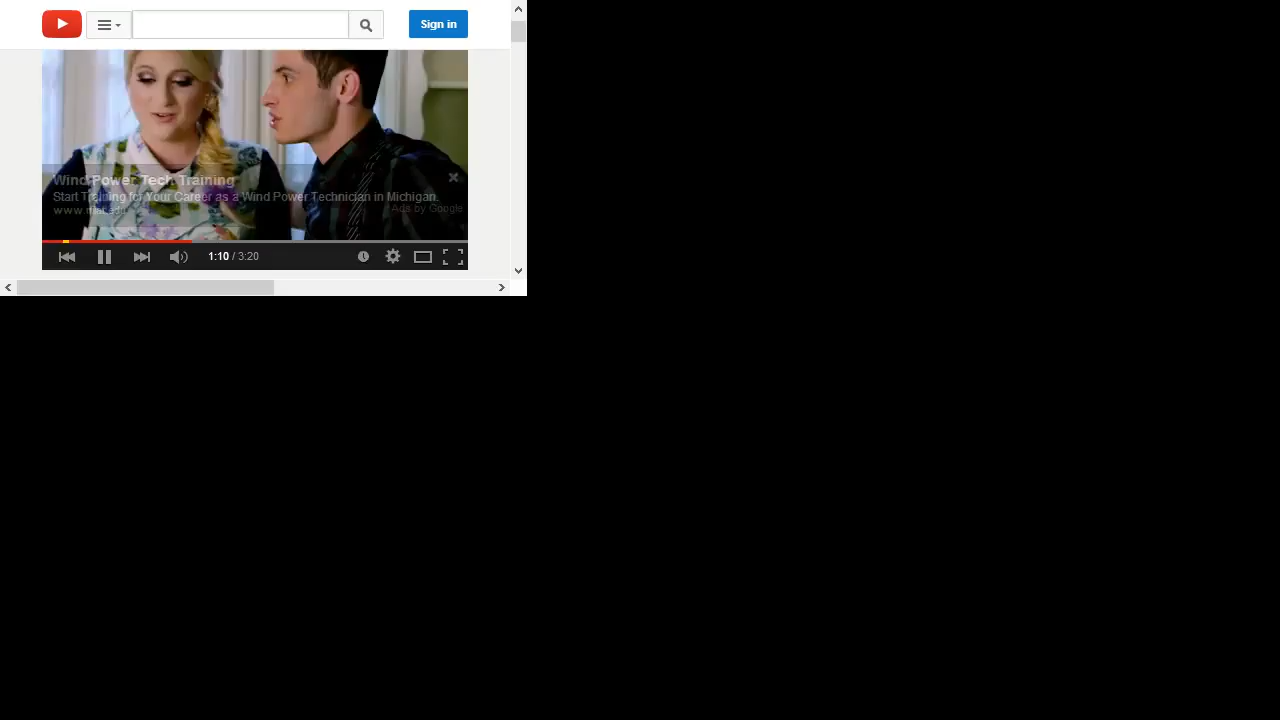 Sign in
Wind Power Tech Training
Start Training for Your Career as a Wind Power Technician in Michigan.
Ads by Google
1:10 / 3:20